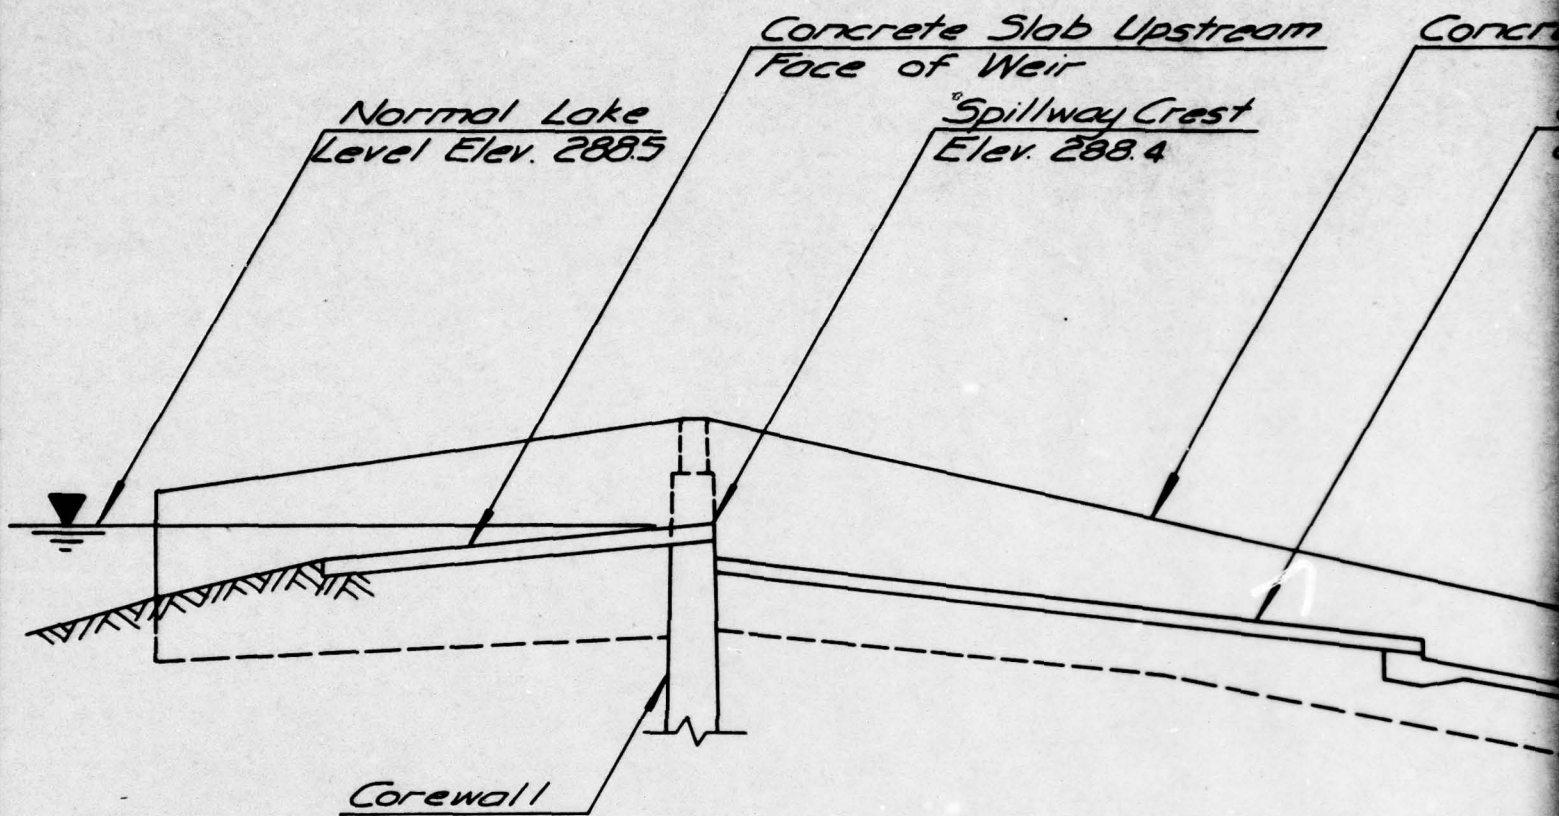 Concrete Slab Upstream
Face of Weir
Normal Lake
Level Elev. 288.5
Spillway Crest
Elev. 288.4
Corewall